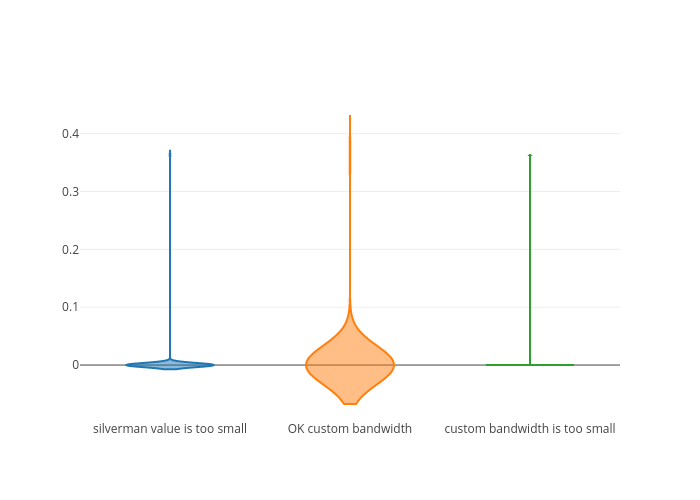 0.4
0.3
0.2
0.1
0
silverman value is too small
OK custom bandwidth
custom bandwidth is too small